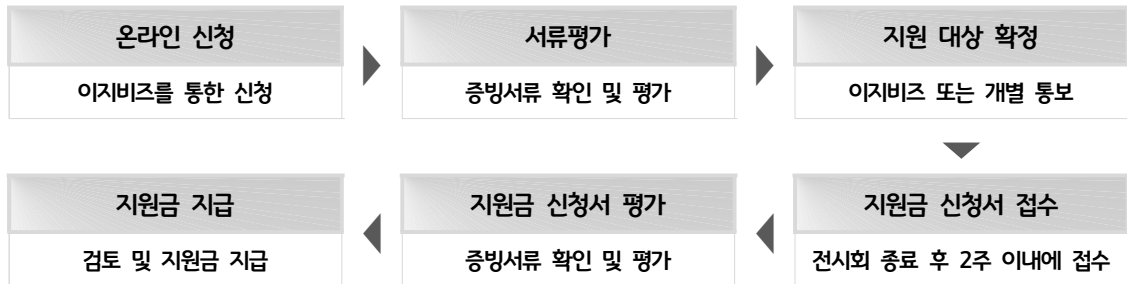 온라인 신청
이지비즈를 통한 신청
서류평가
증빙서류 확인 및 평가
지원 대상 확정
이지비즈 또는 개별 통보
지원금 신청서 접수
전시회 종료 후 2주 이내에 접수
지원금 신청서 평가
증빙서류 확인 및 평가
지원금 지급
검토 및 지원금 지급